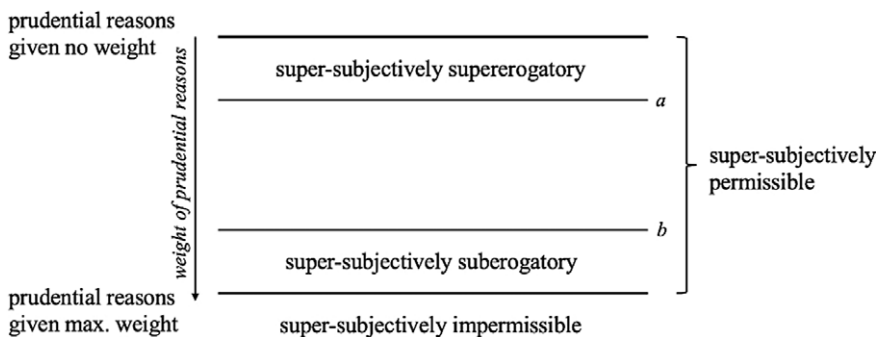 prudential reasons
given no weight
weight of prudential reasons
super-subjectively supererogatory
a
super-subjectively
permissible
b
super-subjectively suberogatory
prudential reasons
given max. weight
super-subjectively impermissible